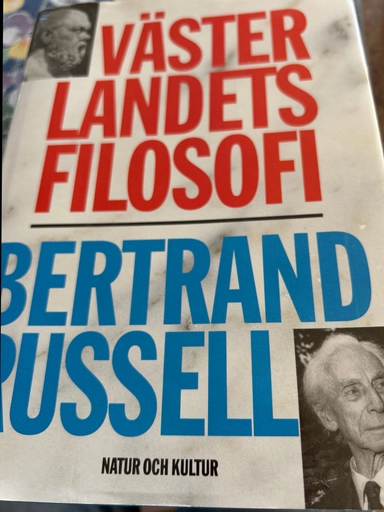 VÄSTER
LANDETS
FILOSOFI
BERTRAND
RUSSELL
NATUR OCH KULTUR